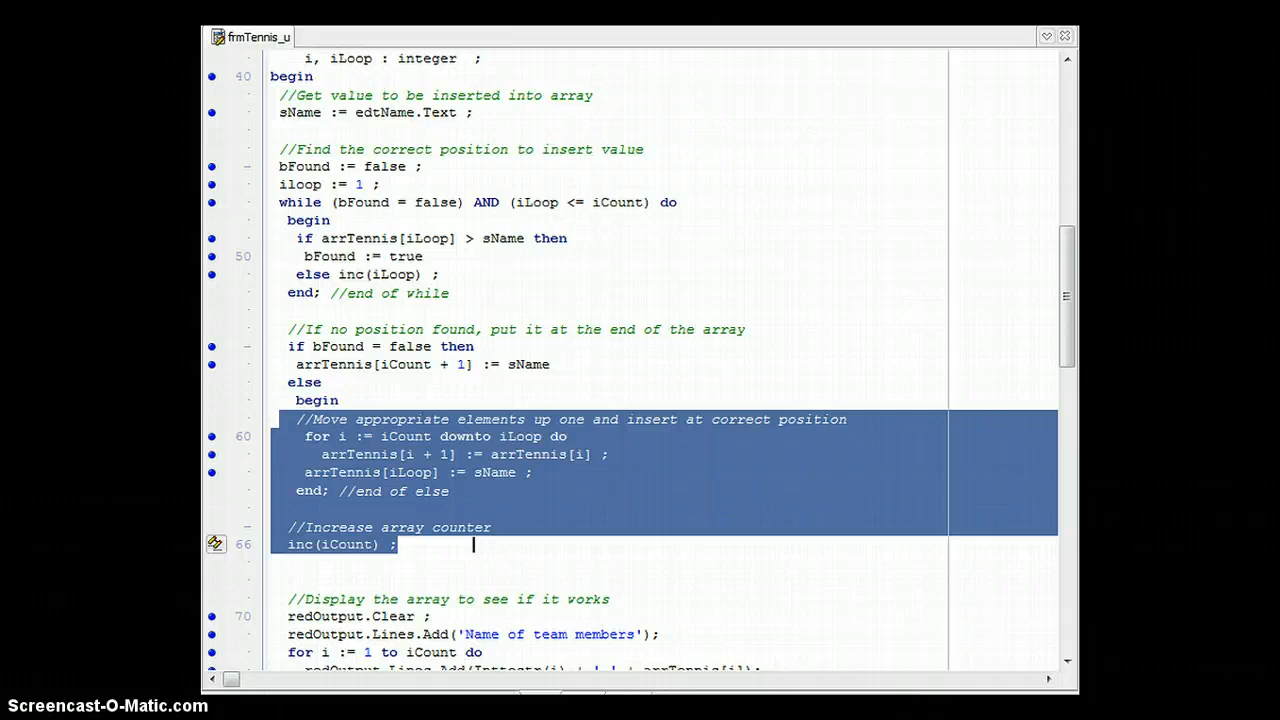 frmTennis_u
i, iLoop : integer ;
40 begin
//Get value to be inserted into array
sName := edtName.Text ;
//Find the correct position to insert value
bFound := false ;
iloop := 1 ;
while (bFound = false) AND (iLoop <= iCount) do
begin
if arrTennis[iLoop] > sName then
50 bFound := true
else inc(iLoop) ;
end; //end of while
//If no position found, put it at the end of the array
if bFound = false then
arrTennis[iCount + 1] := sName
else
begin
//Move appropriate elements up one and insert at correct position
60 for i := iCount downto iLoop do
arrTennis[i + 1] := arrTennis[i] ;
arrTennis[iLoop] := sName ;
end; //end of else
//Increase array counter
66 inc(iCount) ;
//Display the array to see if it works
70 redOutput.Clear ;
redOutput.Lines.Add('Name of team members');
for i := 1 to iCount do
redOutput.Lines.Add(Inttostr(i) + '.' + arrTennis[i]);
Screencast-O-Matic.com